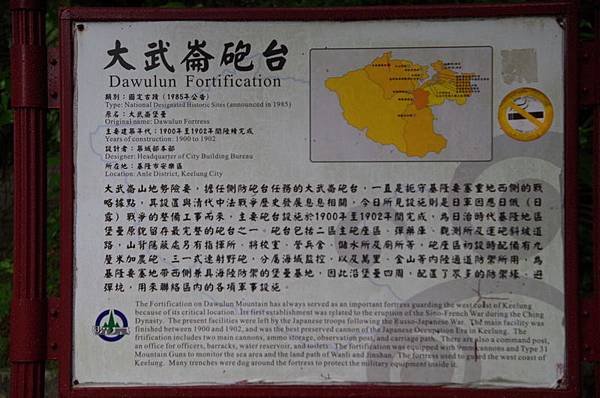 大武崙砲台
Dawulun Fortification
類別：國定古蹟（1985年公告）
Type: National Designated Historic Sites (announced in 1985)
原名：大武崙堡壘
Original name: Dawulun Fortress
主要建築年代：1900年至1902年間陸續完成
Years of construction: 1900 to 1902
設計者：築城部本部
Designer: Headquarter of City Building Bureau
所在地：基隆市安樂區
Location: Anle District, Keelung City
大武崙山地勢險要，擔任側防砲台任務的大武崙砲台，一直是扼守基隆要塞重地西側的戰
略據點，其設置與清代中法戰爭歷史發展息息相關，今日所見設施則是日軍因應日俄（日
露）戰爭的整備工事而來，主要砲台設施於1900年至1902年間完成，為日治時代基隆地區
堡壘原貌留存最完整的砲台之一。砲台包括二區主砲座區、彈藥庫、觀測所及運砲斜坡道
路，山背隱蔽處另有指揮所、將校室、營兵舍、儲水所及廁所等。砲座區初設時配備有九
厘米加農砲、三一式速射野砲，分屬海域監控，以及萬里、金山等內陸通道防禦所用，為
基隆要塞地帶西側兼具海陸防禦的堡壘基地，因此沿堡壘四周，配置了眾多的防禦壕、避
彈坑，用來聯絡區內的各項軍事設施。
The Fortification on Dawulun Mountain has always served as an important fortress guarding the west coast of Keelung
because of its critical location. Its first establishment was related to the eruption of the Sino-French War during the Ching
Dynasty. The present facilities were left by the Japanese troops following the Russo-Japanese War. The main facility was
finished between 1900 and 1902, and was the best preserved cannon of the Japanese Occupation Era in Keelung. The
frtification includes two main cannons, ammo storage, observation post, and carriage path. There are also a command post,
an office for officers, barracks, water reservoir, and toilets. The fortification was equipped with 9mm cannons and Type 31
Mountain Guns to monitor the sea area and the land path of Wanli and Jinshan. The fortress used to guard the west coast of
Keelung. Many trenches were dug around the fortress to protect the military equipment inside it.